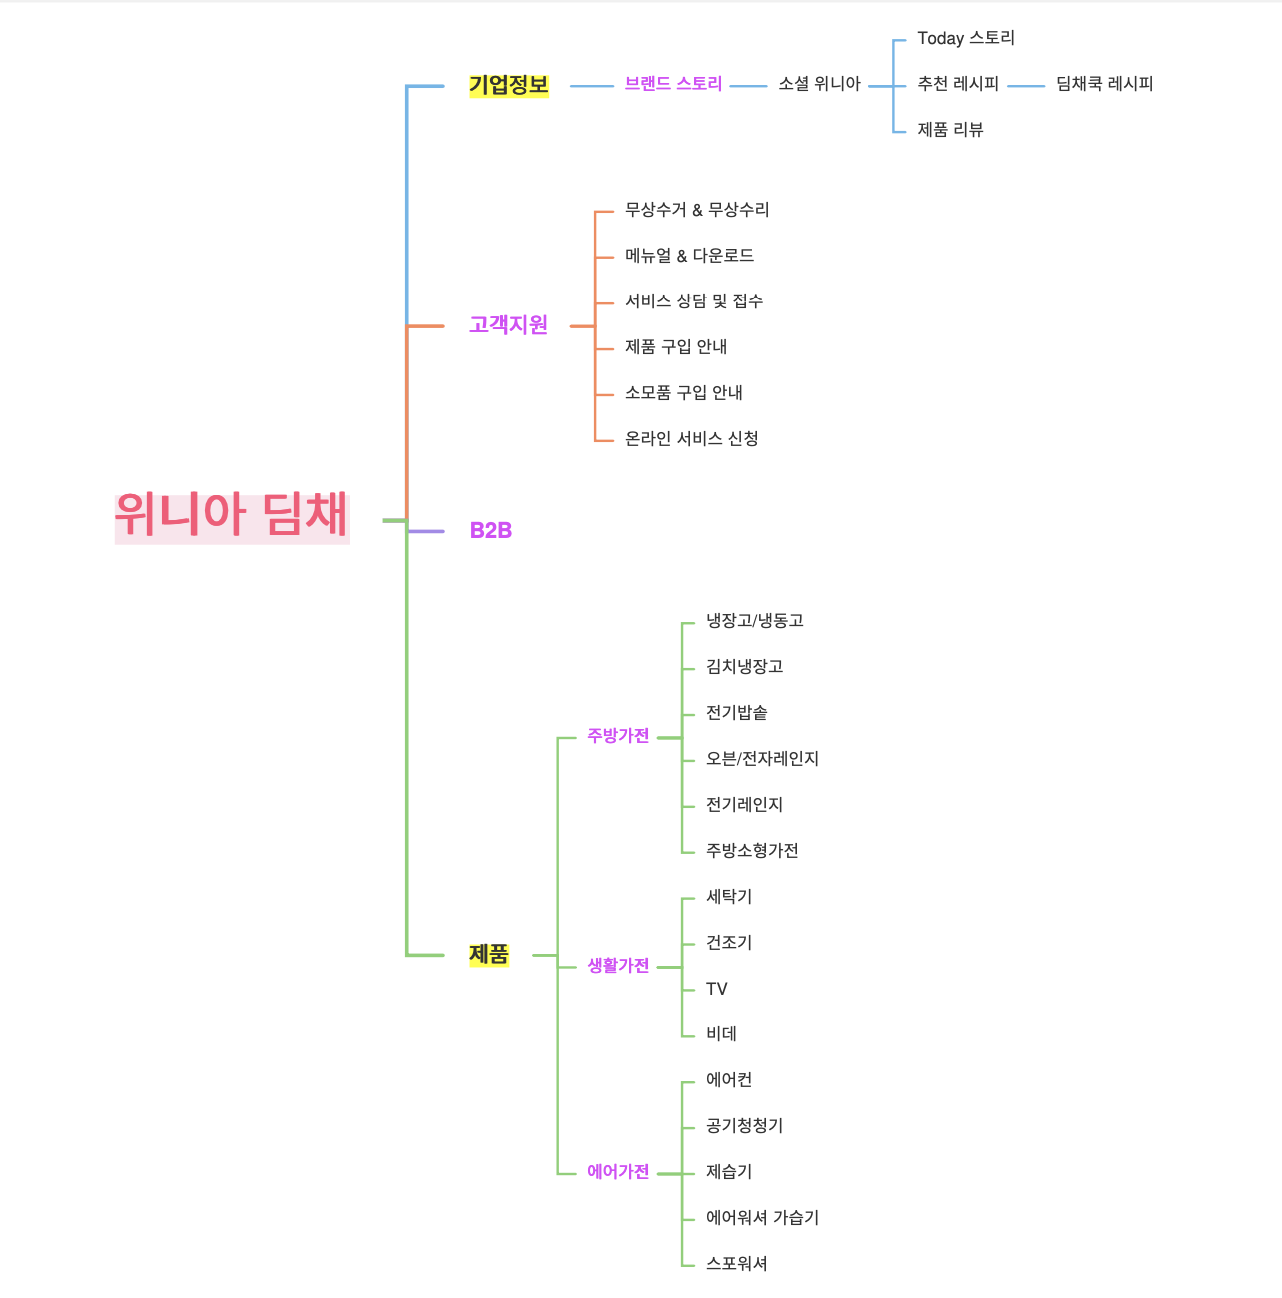 Today 스토리
기업정보
브랜드 스토리
소셜 위니아
추천 레시피
딤채쿡 레시피
제품 리뷰
무상수거 & 무상수리
메뉴얼 & 다운로드
서비스 상담 및 접수
고객지원
제품 구입 안내
소모품 구입 안내
온라인 서비스 신청
위니아 딤채
B2B
냉장고/냉동고
김치냉장고
전기밥솥
주방가전
오븐/전자레인지
전기레인지
주방소형가전
세탁기
건조기
제품
생활가전
TV
비데
에어컨
공기청청기
에어가전
제습기
에어워셔 가습기
스포워셔